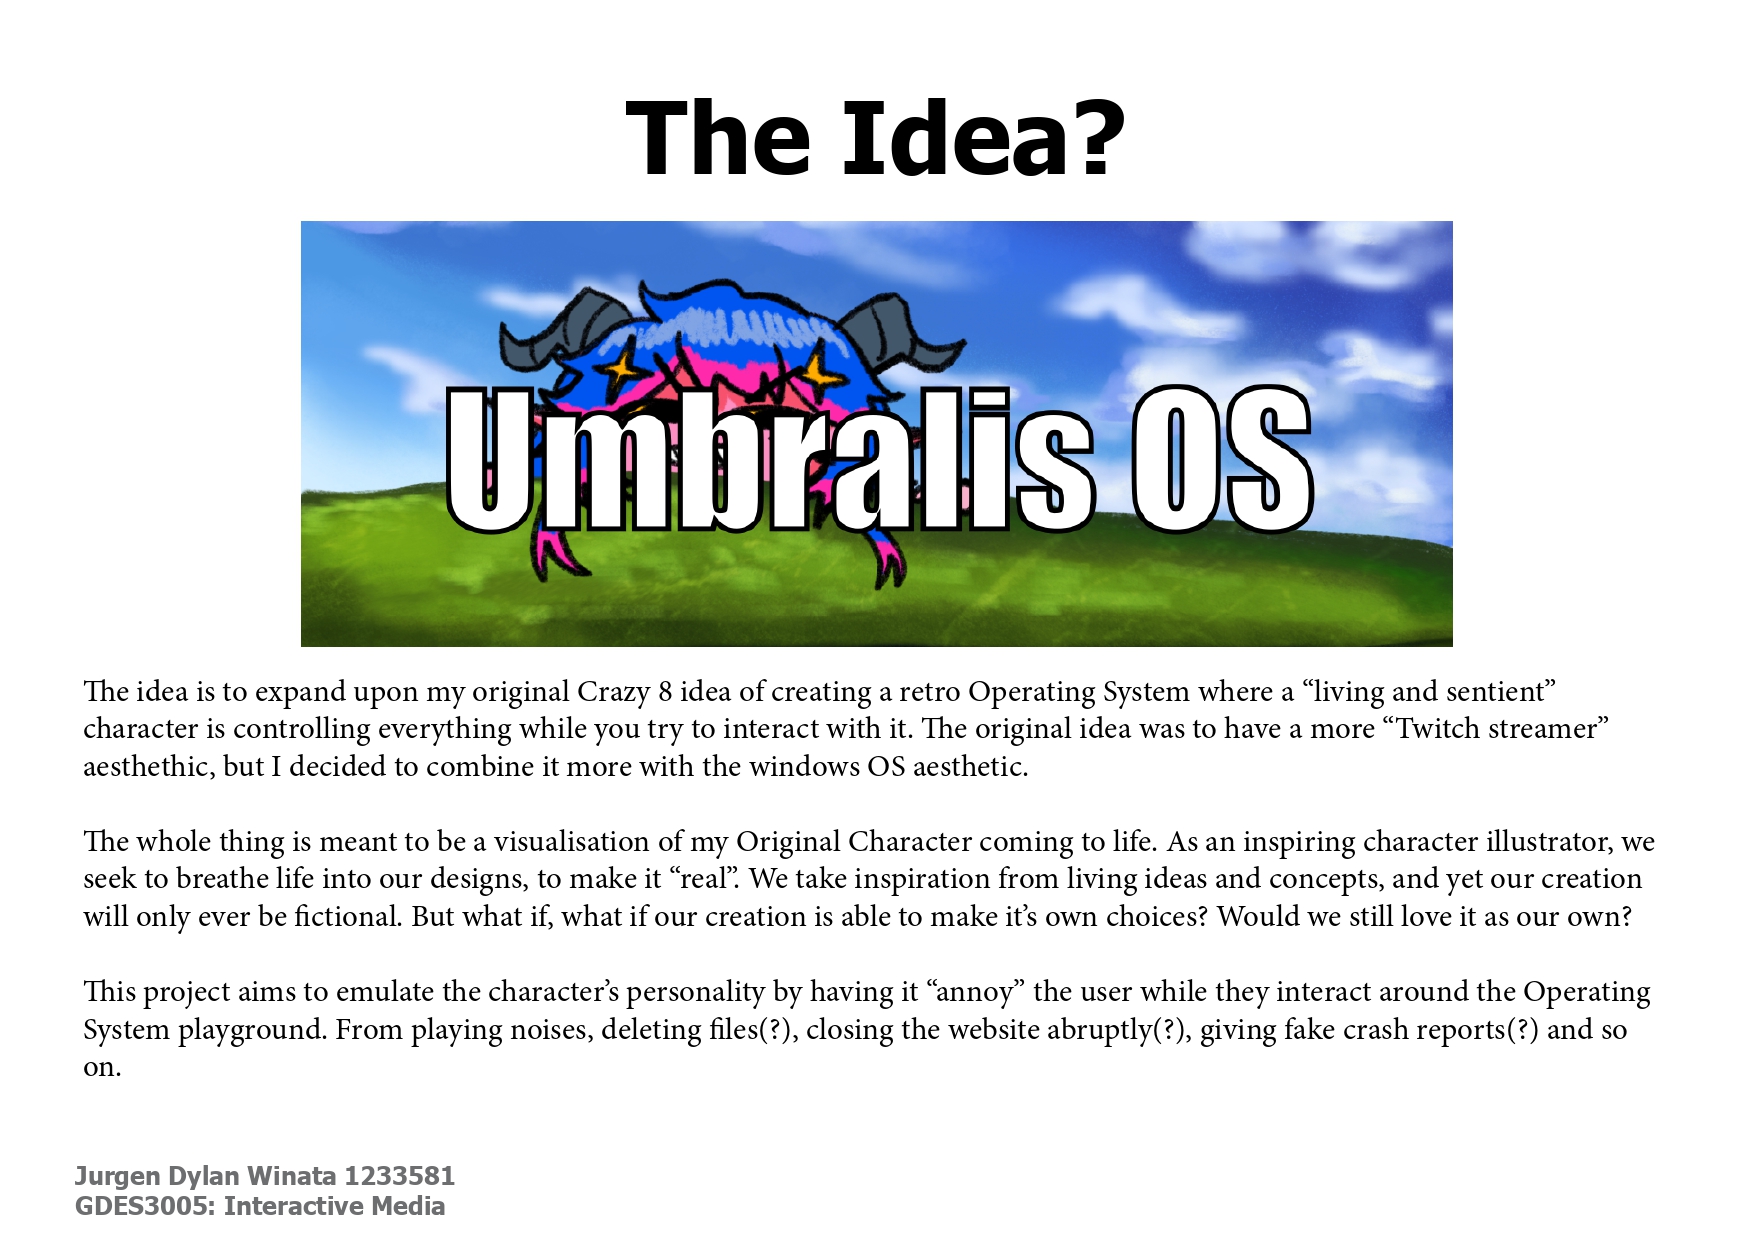 The Idea?
Umbralis OS
The idea is to expand upon my original Crazy 8 idea of creating a retro Operating System where a “living and sentient”
character is controlling everything while you try to interact with it. The original idea was to have a more “Twitch streamer”
aesthethic, but I decided to combine it more with the windows OS aesthetic.
The whole thing is meant to be a visualisation of my Original Character coming to life. As an inspiring character illustrator, we
seek to breathe life into our designs, to make it “real”. We take inspiration from living ideas and concepts, and yet our creation
will only ever be fictional. But what if, what if our creation is able to make it’s own choices? Would we still love it as our own?
This project aims to emulate the character’s personality by having it “annoy” the user while they interact around the Operating
System playground. From playing noises, deleting files(?), closing the website abruptly(?), giving fake crash reports(?) and so
on.
Jurgen Dylan Winata 1233581
GDES3005: Interactive Media